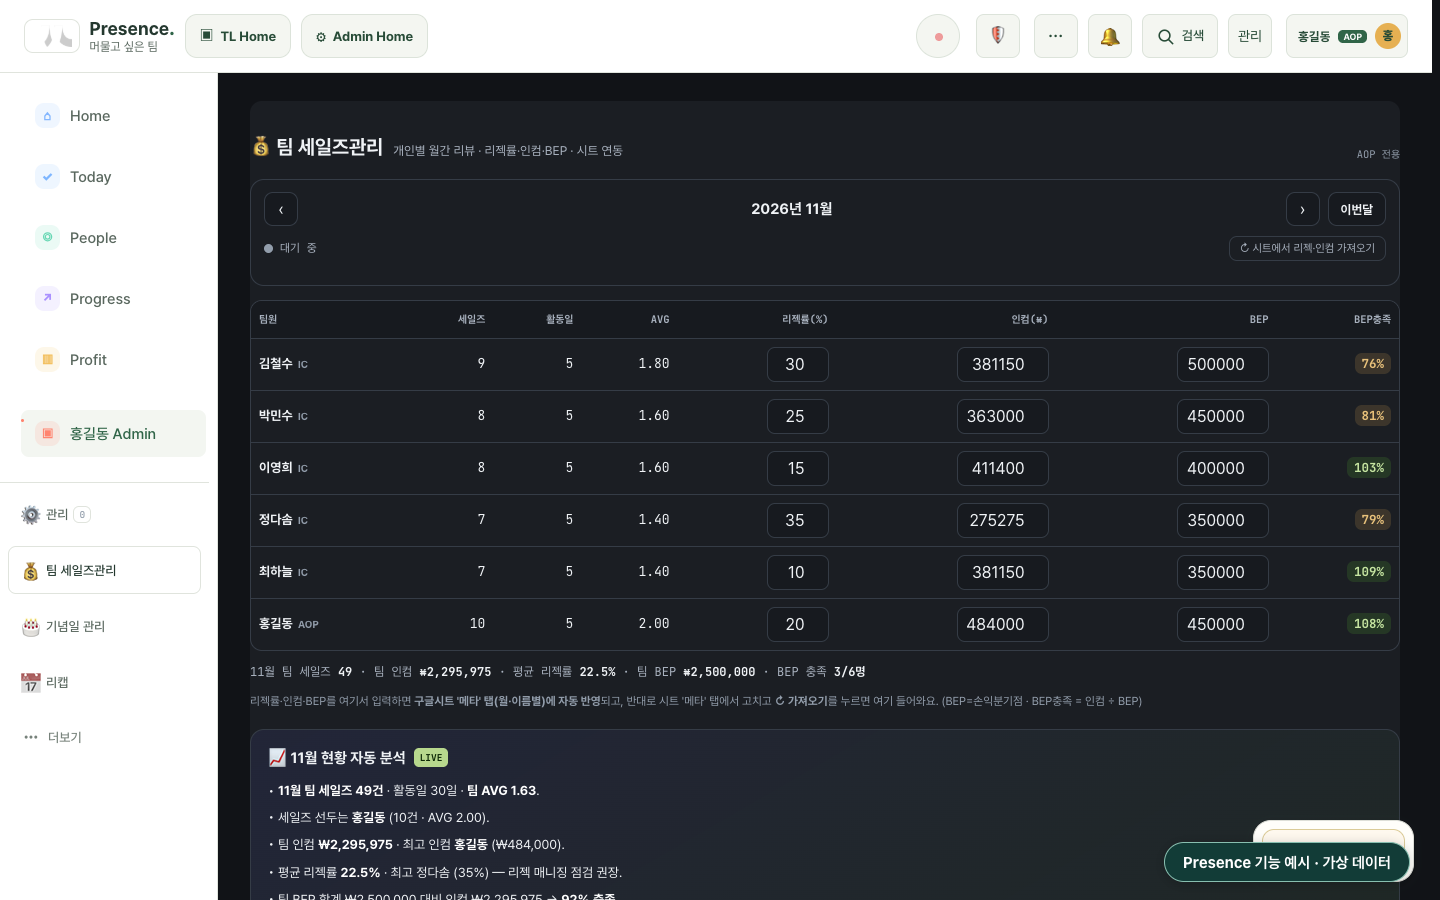 Presence.
머물고 싶은 팀
TL Home
Admin Home
검색
관리
홍길동 AOP 홍
Home
Today
People
Progress
Profit
홍길동 Admin
관리 0
팀 세일즈관리
기념일 관리
17 리캡
더보기
팀 세일즈관리 개인별 월간 리뷰 · 리젝률·인컴·BEP · 시트 연동
AOP 전용
‹ 2026년 11월 › 이번달
대기 중 ↻ 시트에서 리젝·인컴 가져오기
팀원 세일즈 활동일 AVG 리젝률(%) 인컴(₩) BEP BEP충족
김철수 IC 9 5 1.80 30 381150 500000 76%
박민수 IC 8 5 1.60 25 363000 450000 81%
이영희 IC 8 5 1.60 15 411400 400000 103%
정다솜 IC 7 5 1.40 35 275275 350000 79%
최하늘 IC 7 5 1.40 10 381150 350000 109%
홍길동 AOP 10 5 2.00 20 484000 450000 108%
11월 팀 세일즈 49 · 팀 인컴 ₩2,295,975 · 평균 리젝률 22.5% · 팀 BEP ₩2,500,000 · BEP 충족 3/6명
리젝률·인컴·BEP를 여기서 입력하면 구글시트 '메타' 탭(월·이름별)에 자동 반영되고, 반대로 시트 '메타' 탭에서 고치고 ↻ 가져오기를 누르면 여기 들어와요. (BEP=손익분기점 · BEP충족 = 인컴 ÷ BEP)
11월 현황 자동 분석 LIVE
• 11월 팀 세일즈 49건 · 활동일 30일 · 팀 AVG 1.63.
• 세일즈 선두는 홍길동 (10건 · AVG 2.00).
• 팀 인컴 ₩2,295,975 · 최고 인컴 홍길동 (₩484,000).
• 평균 리젝률 22.5% · 최고 정다솜 (35%) — 리젝 매니징 점검 권장.
• 팀 BEP 합계 ₩2,500,000 대비 인컴 ₩2,295,975 → 92% 충족
Presence 기능 예시 · 가상 데이터